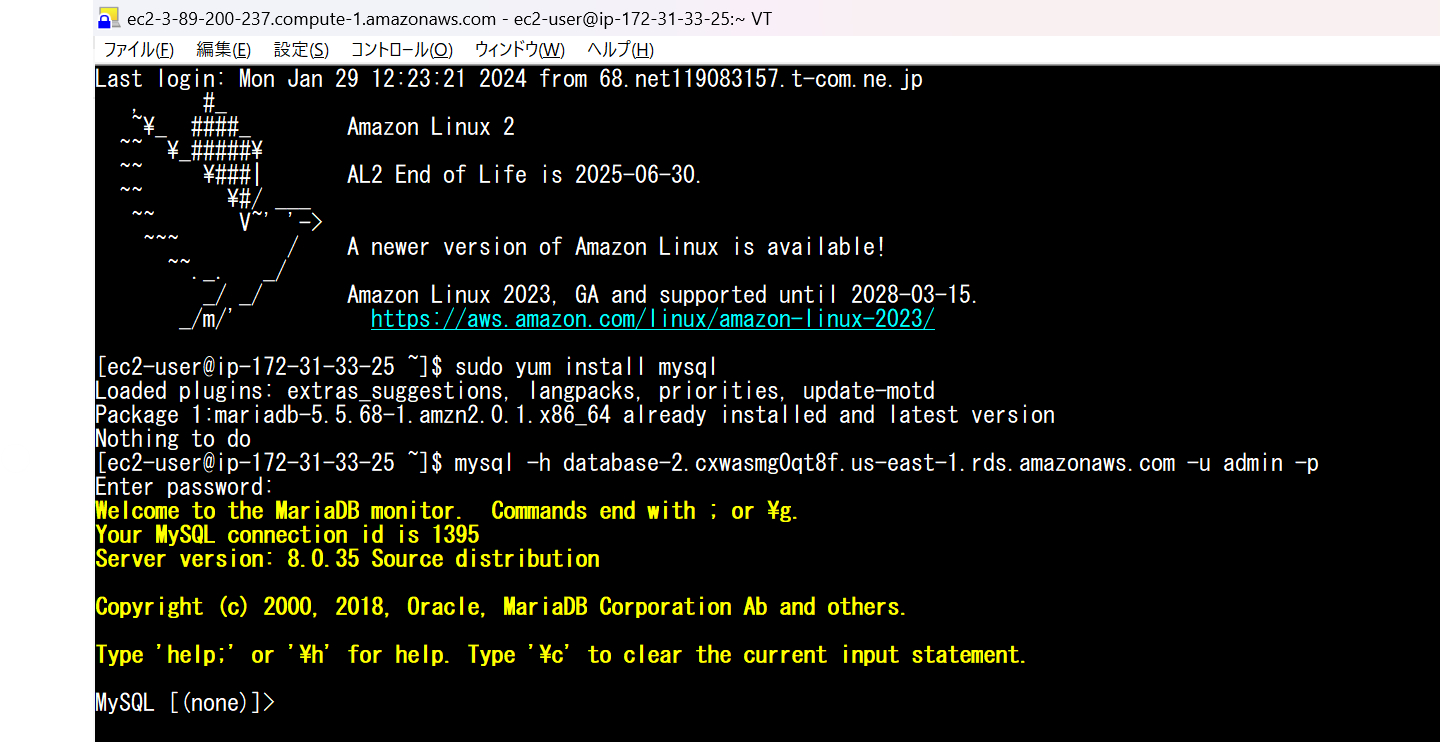 ec2-3-89-200-237.compute-1.amazonaws.com - ec2-user@ip-172-31-33-25:~ VT
ファイル(F) 編集(E) 設定(S) コントロール(O) ウィンドウ(W) ヘルプ(H)
Last login: Mon Jan 29 12:23:21 2024 from 68.net119083157.t-com.ne.jp
   ,     #_
   ~¥_  ####_        Amazon Linux 2
  ~~  ¥_#####¥
  ~~     ¥###|       AL2 End of Life is 2025-06-30.
  ~~       ¥#/ ___
   ~~       V~' '->
    ~~~         /    A newer version of Amazon Linux is available!
      ~~._.   _/
         _/ _/       Amazon Linux 2023, GA and supported until 2028-03-15.
       _/m/'           https://aws.amazon.com/linux/amazon-linux-2023/
[ec2-user@ip-172-31-33-25 ~]$ sudo yum install mysql
Loaded plugins: extras_suggestions, langpacks, priorities, update-motd
Package 1:mariadb-5.5.68-1.amzn2.0.1.x86_64 already installed and latest version
Nothing to do
[ec2-user@ip-172-31-33-25 ~]$ mysql -h database-2.cxwasmg0qt8f.us-east-1.rds.amazonaws.com -u admin -p
Enter password:
Welcome to the MariaDB monitor.  Commands end with ; or ¥g.
Your MySQL connection id is 1395
Server version: 8.0.35 Source distribution
Copyright (c) 2000, 2018, Oracle, MariaDB Corporation Ab and others.
Type 'help;' or '¥h' for help. Type '¥c' to clear the current input statement.
MySQL [(none)]>